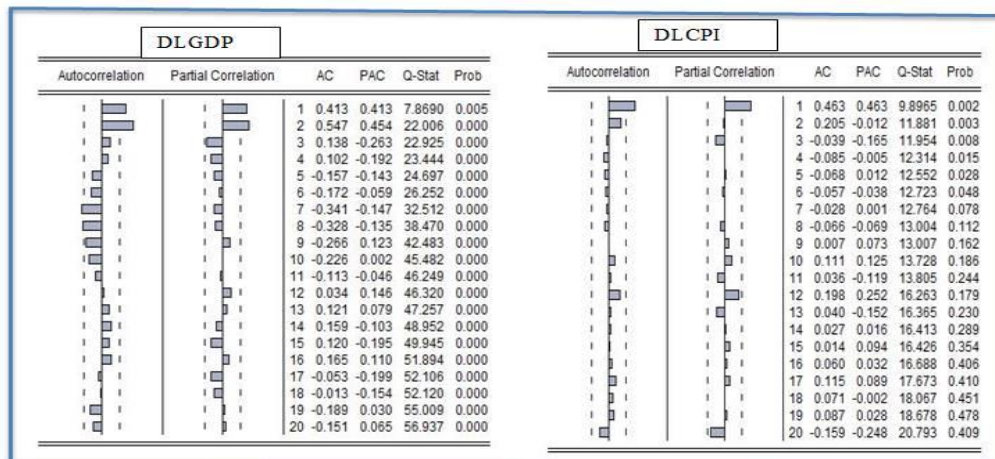 DLGDP
Autocorrelation Partial Correlation AC PAC Q-Stat Prob
1 0.413 0.413 7.8690 0.005
2 0.547 0.454 22.006 0.000
3 0.138 -0.263 22.925 0.000
4 0.102 -0.192 23.444 0.000
5 -0.157 -0.143 24.697 0.000
6 -0.172 -0.059 26.252 0.000
7 -0.341 -0.147 32.512 0.000
8 -0.328 -0.135 38.470 0.000
9 -0.266 0.123 42.483 0.000
10 -0.226 0.002 45.482 0.000
11 -0.113 -0.046 46.249 0.000
12 0.034 0.146 46.320 0.000
13 0.121 0.079 47.257 0.000
14 0.159 -0.103 48.952 0.000
15 0.120 -0.195 49.945 0.000
16 0.165 0.110 51.894 0.000
17 -0.053 -0.199 52.106 0.000
18 -0.013 -0.154 52.120 0.000
19 -0.189 0.030 55.009 0.000
20 -0.151 0.065 56.937 0.000
DLCPI
Autocorrelation Partial Correlation AC PAC Q-Stat Prob
1 0.463 0.463 9.8965 0.002
2 0.205 -0.012 11.881 0.003
3 -0.039 -0.165 11.954 0.008
4 -0.085 -0.005 12.314 0.015
5 -0.068 0.012 12.552 0.028
6 -0.057 -0.038 12.723 0.048
7 -0.028 0.001 12.764 0.078
8 -0.066 -0.069 13.004 0.112
9 0.007 0.073 13.007 0.162
10 0.111 0.125 13.728 0.186
11 0.036 -0.119 13.805 0.244
12 0.198 0.252 16.263 0.179
13 0.040 -0.152 16.365 0.230
14 0.027 0.016 16.413 0.289
15 0.014 0.094 16.426 0.354
16 0.060 0.032 16.688 0.406
17 0.115 0.089 17.673 0.410
18 0.071 -0.002 18.067 0.451
19 0.087 0.028 18.678 0.478
20 -0.159 -0.248 20.793 0.409